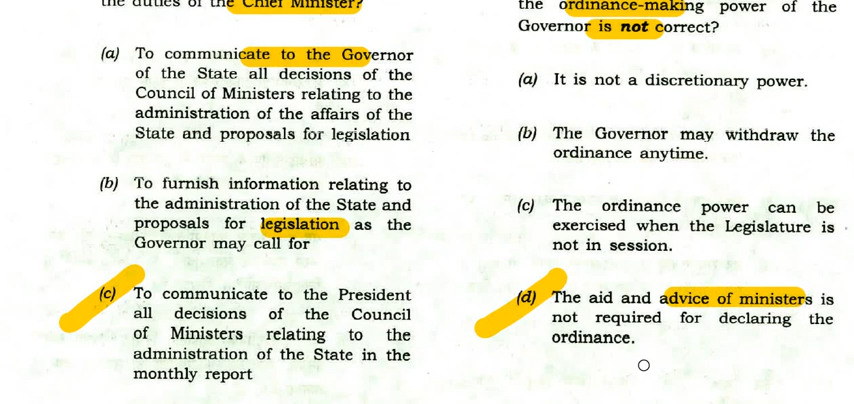 the duties of the Chief Minister?
(a) To communicate to the Governor
of the State all decisions of the
Council of Ministers relating to the
administration of the affairs of the
State and proposals for legislation
(b) To furnish information relating to
the administration of the State and
proposals for legislation as the
Governor may call for
(c) To communicate to the President
all decisions of the Council
of Ministers relating to the
administration of the State in the
monthly report
the ordinance-making power of the
Governor is not correct?
(a) It is not a discretionary power.
(b) The Governor may withdraw the
ordinance anytime.
(c) The ordinance power can be
exercised when the Legislature is
not in session.
(d) The aid and advice of ministers is
not required for declaring the
ordinance.